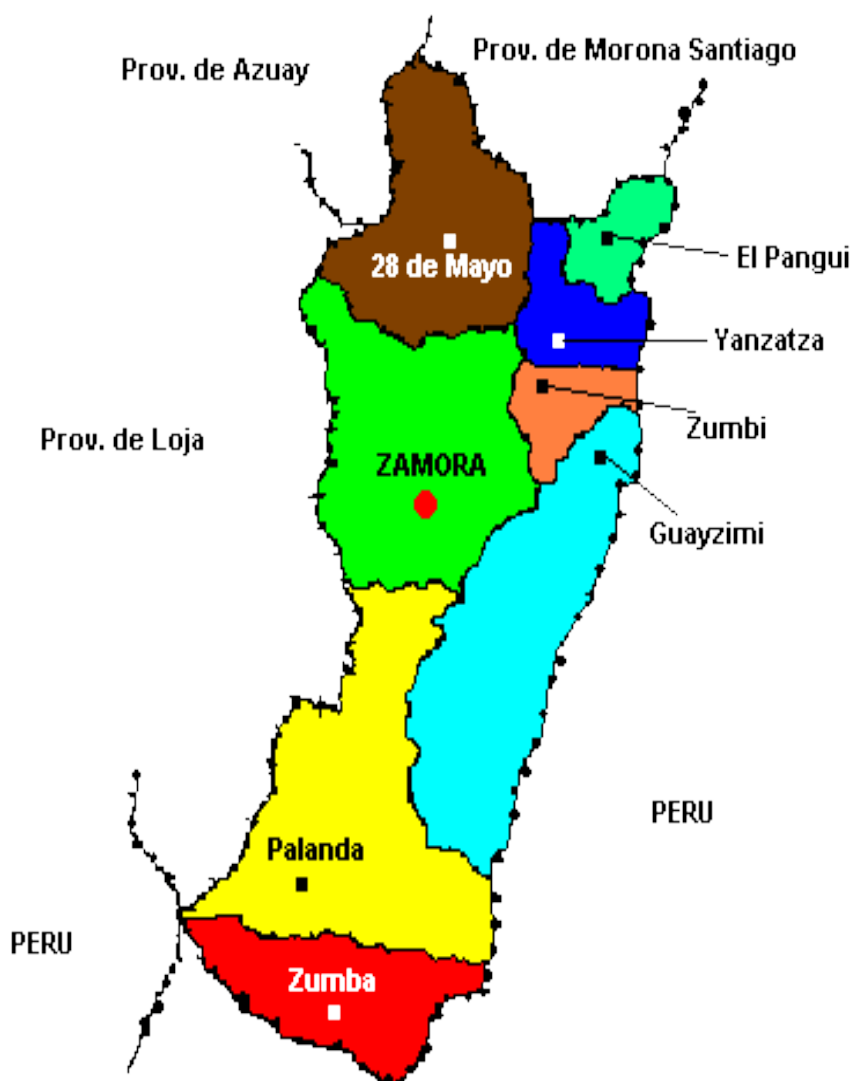 Prov. de Morona Santiago
Prov. de Azuay
El Pangui
28 de Mayo
Yanzatza
Zumbi
Prov. de Loja
ZAMORA
Guayzimi
PERU
Palanda
PERU
Zumba